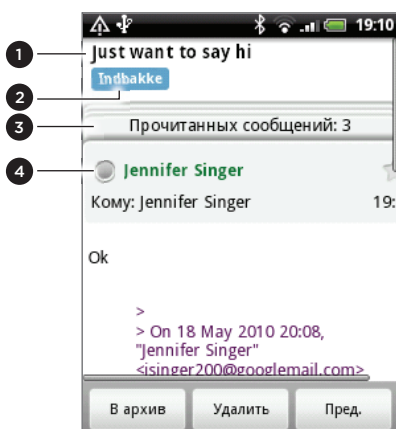 19:10
1
Just want to say hi
Indbakke
2
3
Прочитанных сообщений: 3
4
Jennifer Singer
Кому: Jennifer Singer 19:
Ok
>
> On 18 May 2010 20:08,
"Jennifer Singer"
<jsinger200@googlemail.com>
В архив Удалить Пред.